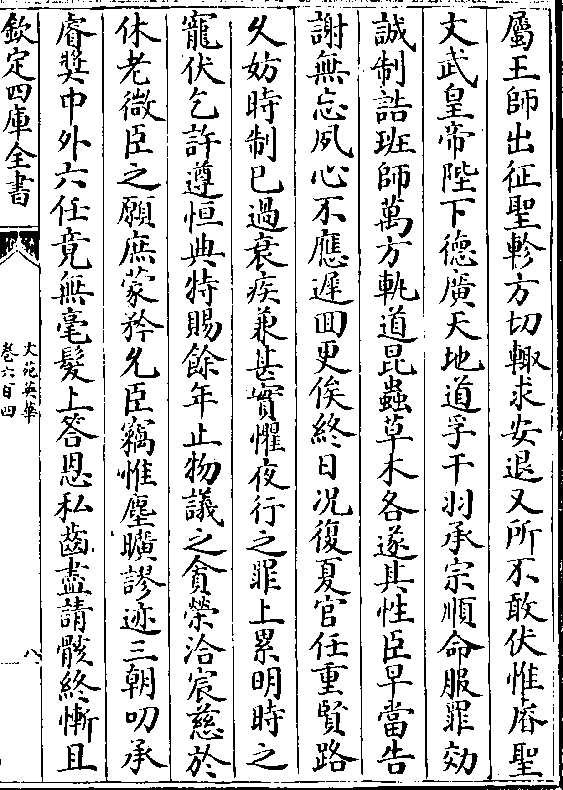 屬王師出征聖軫方切輙求安退又所不敢伏惟睿聖
文武皇帝陛下德廣天地道孚干羽承宗順命服罪効
誠制誥班師萬方軌道昆蟲草木各遂其性臣早當告
謝無忘夙心不應遲回更俟終日况復夏官任重賢路
乆妨時制已過衰疾兼甚實懼夜行之罪上累明時之
寵伏乞許遵恒典特賜餘年止物議之貪榮洽宸慈於
休老微臣之願庶蒙矜允臣竊惟塵曠謬迹三朝叨承
睿奬中外六任竟無毫髮上答恩私齒盡請骸終慚且
欽定四庫全書
文苑英華
卷六百四
八